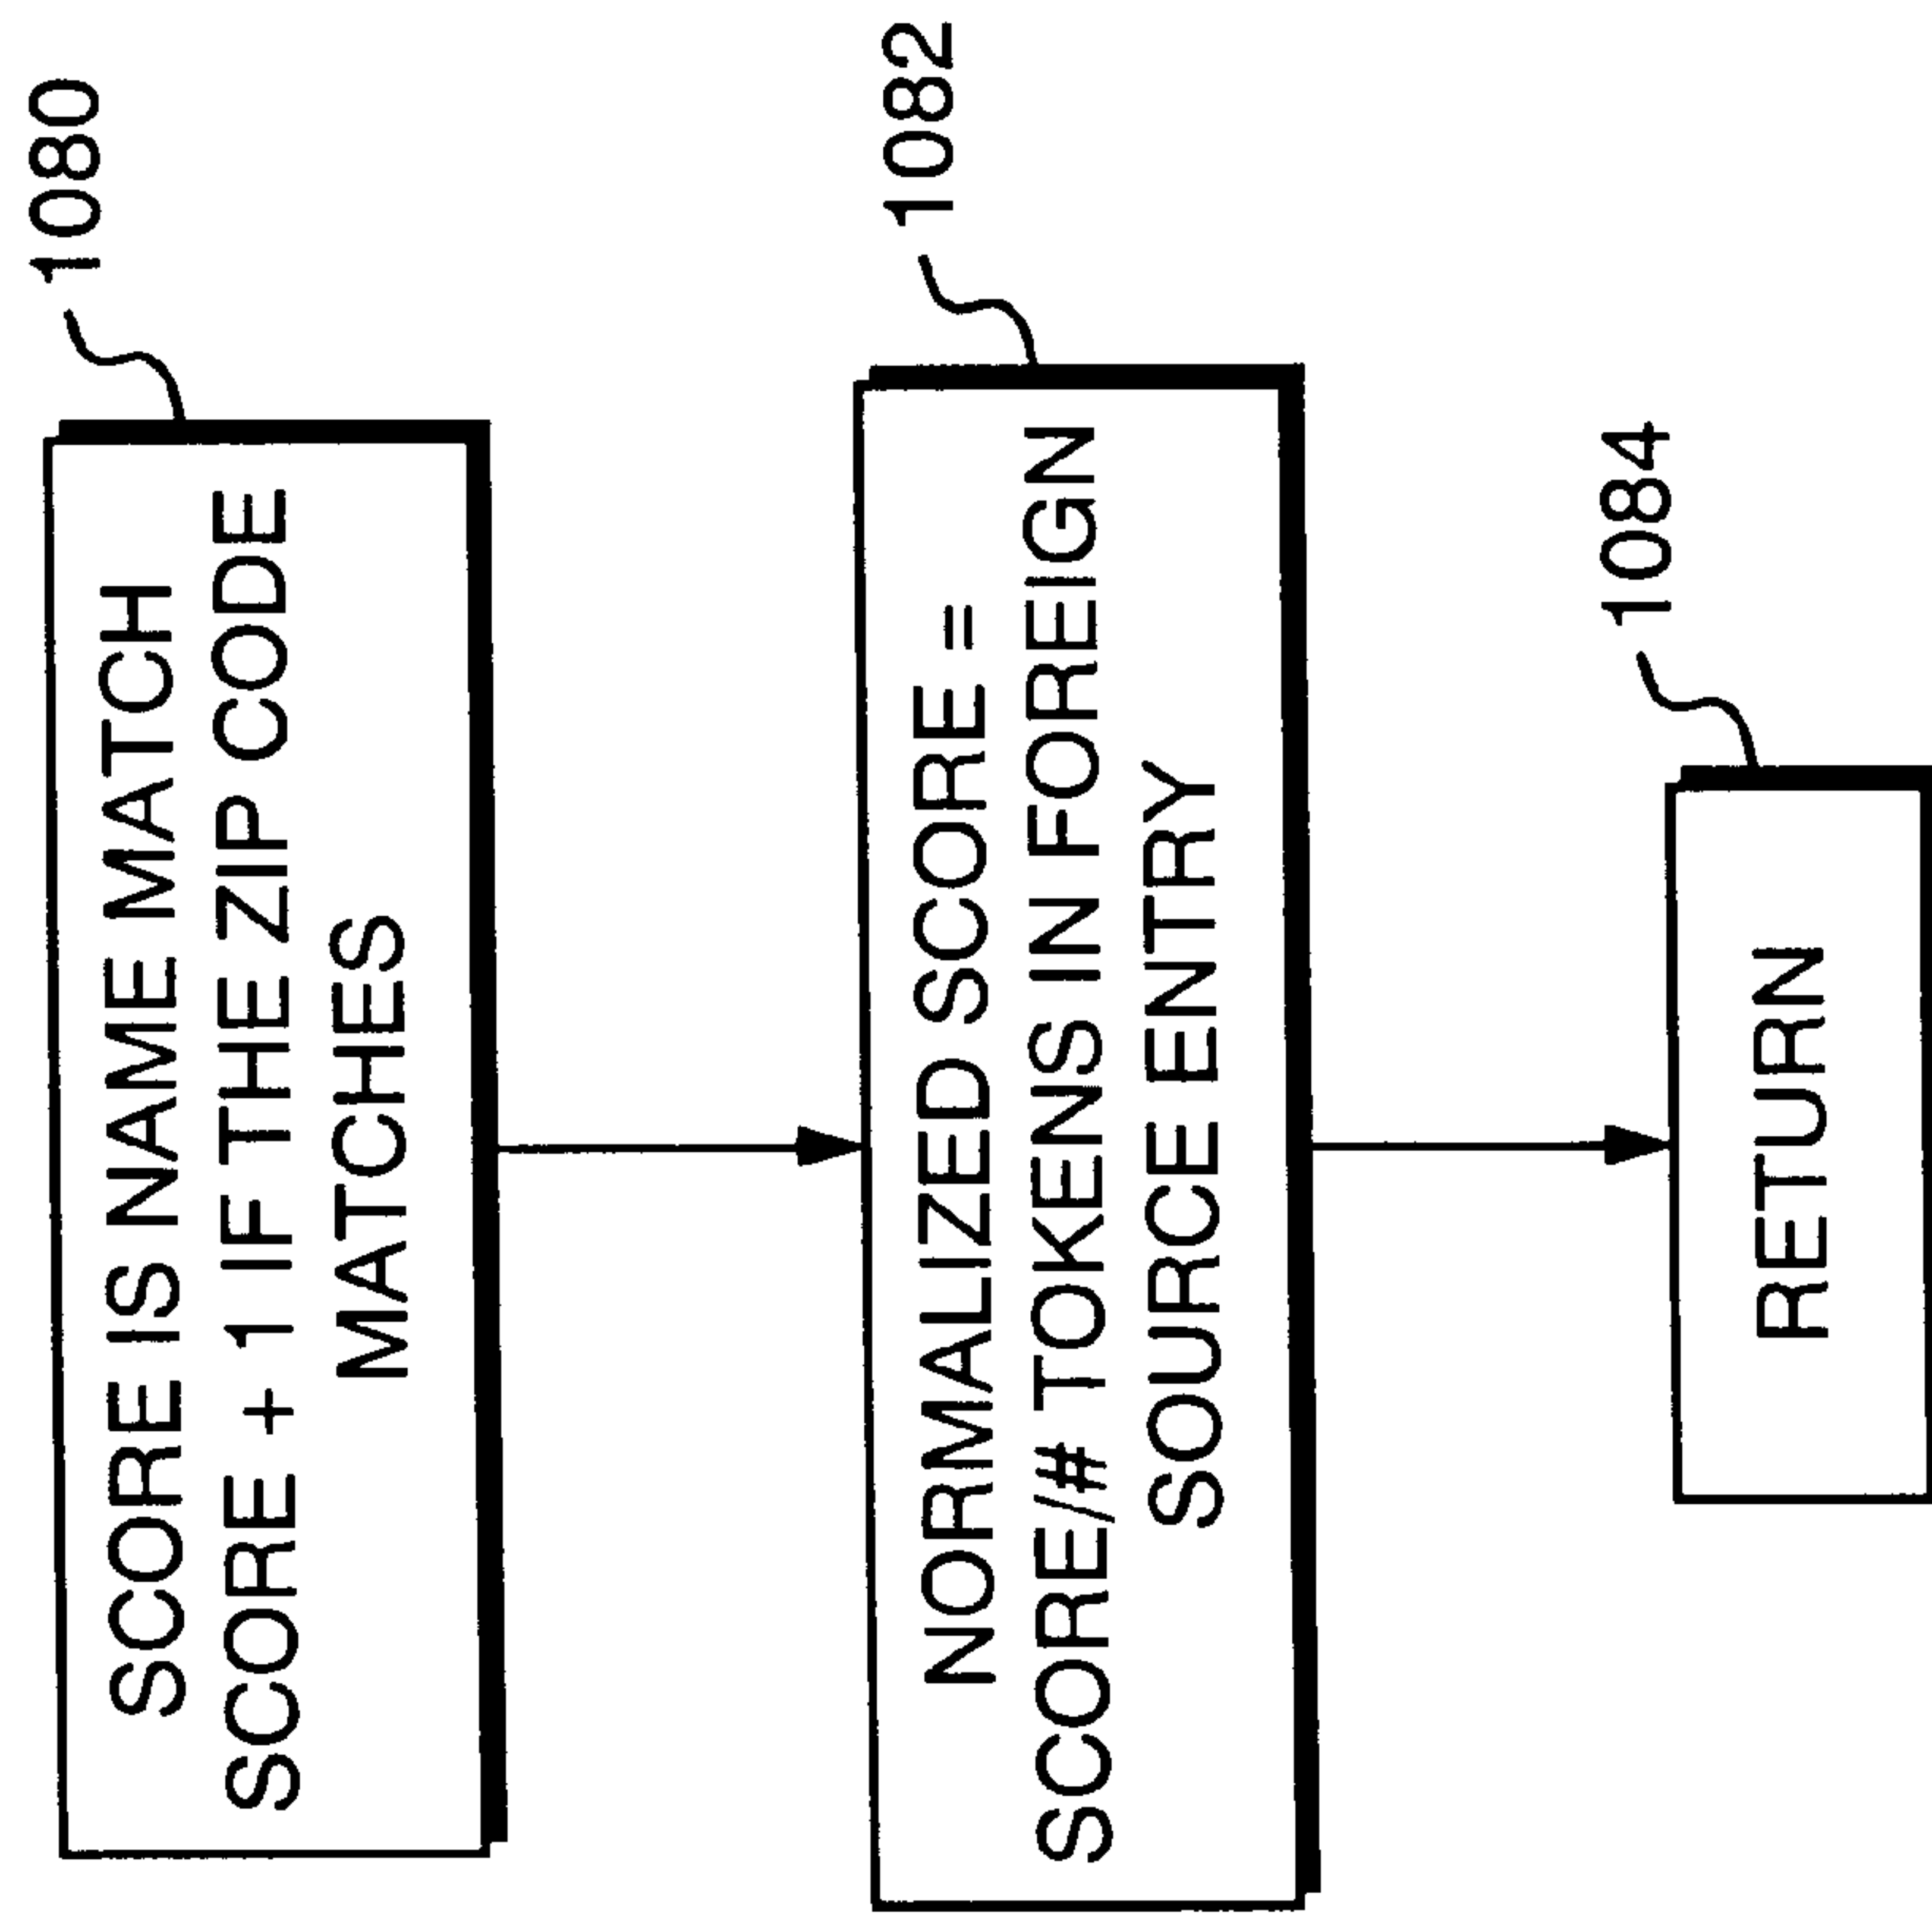 1080
SCORE IS NAME MATCH
SCORE + 1 IF THE ZIP CODE
MATCHES
1082
NORMALIZED SCORE =
SCORE/# TOKENS IN FOREIGN
SOURCE ENTRY
1084
RETURN